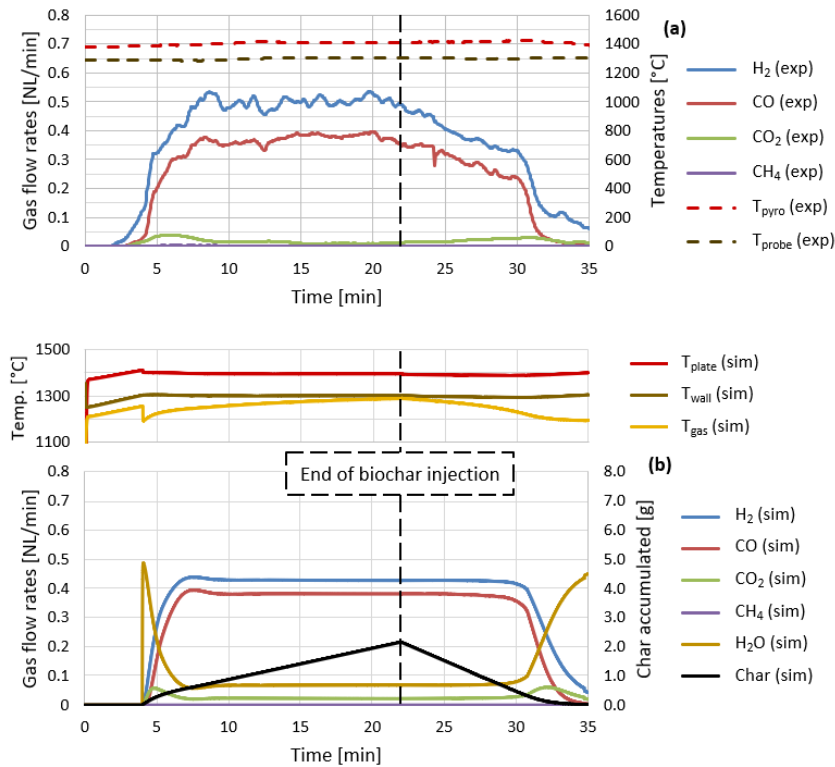 (a)
0.8
0.7
0.6
0.5
0.4
0.3
0.2
0.1
0
Gas flow rates [NL/min]
1600
1400
1200
1000
800
600
400
200
0
Temperatures [°C]
0 5 10 15 20 25 30 35
Time [min]
H2 (exp)
CO (exp)
CO2 (exp)
CH4 (exp)
Tpyro (exp)
Tprobe (exp)
1500
1300
1100
Temp. [°C]
Tplate (sim)
Twall (sim)
Tgas (sim)
End of biochar injection
(b)
0.8
0.7
0.6
0.5
0.4
0.3
0.2
0.1
0
Gas flow rates [NL/min]
8.0
7.0
6.0
5.0
4.0
3.0
2.0
1.0
0.0
Char accumulated [g]
0 5 10 15 20 25 30 35
Time [min]
H2 (sim)
CO (sim)
CO2 (sim)
CH4 (sim)
H2O (sim)
Char (sim)